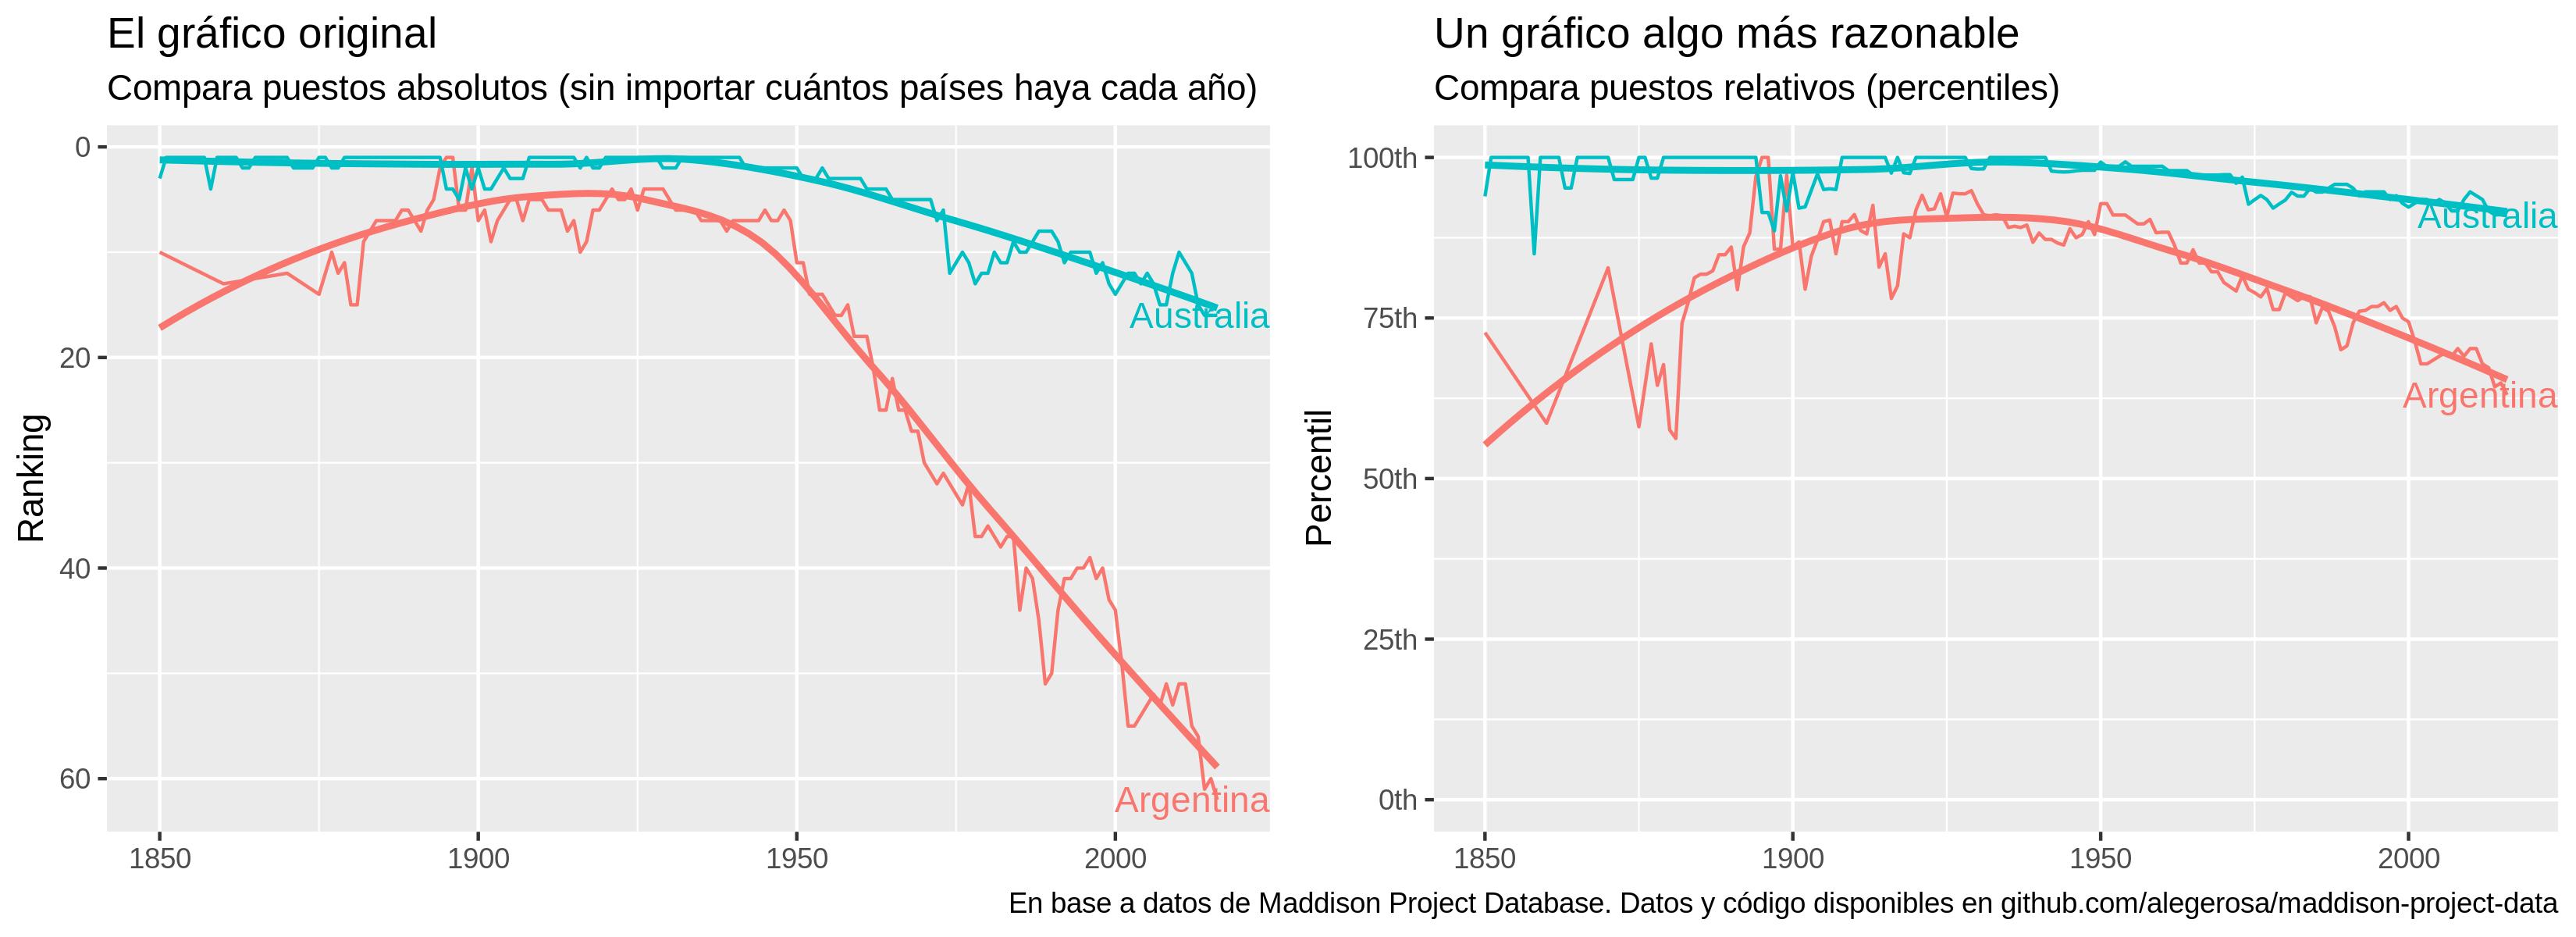 El gráfico original
Compara puestos absolutos (sin importar cuántos países haya cada año)
Ranking
0
20
40
60
Australia
Argentina
1850
1900
1950
2000
Un gráfico algo más razonable
Compara puestos relativos (percentiles)
Percentil
100th
75th
50th
25th
0th
Australia
Argentina
1850
1900
1950
2000
En base a datos de Maddison Project Database. Datos y código disponibles en github.com/alegerosa/maddison-project-data